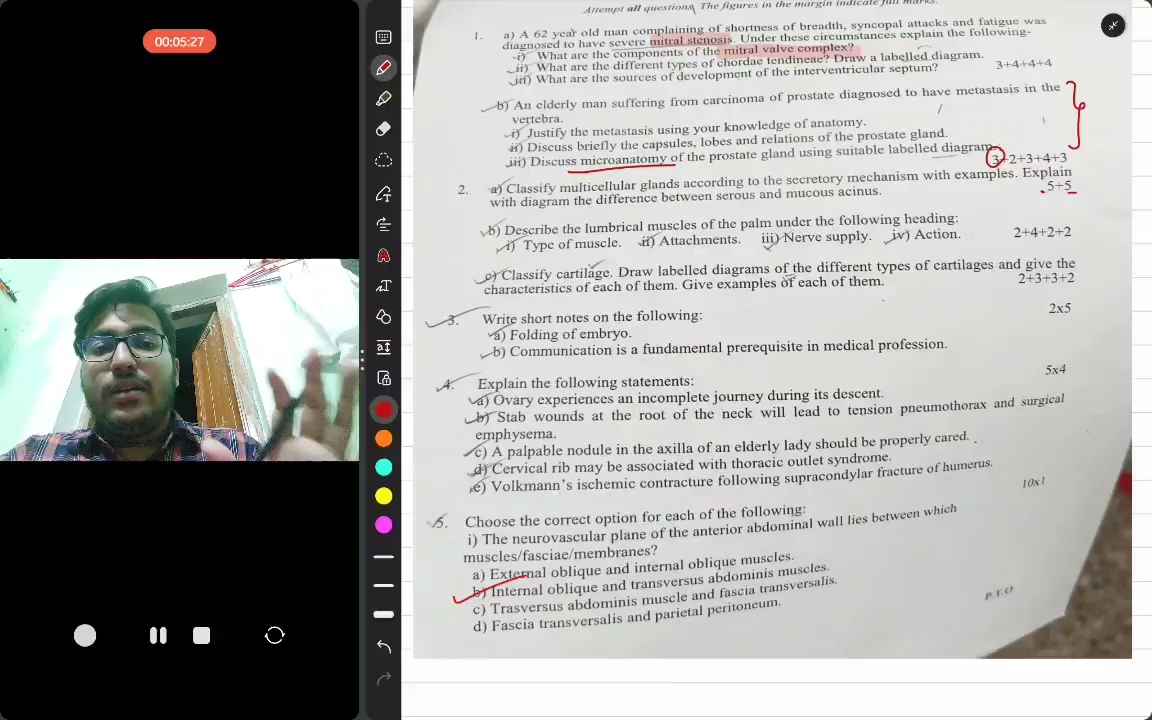 00:05:27
Attempt all questions, The figures in the margin indicate full marks.
1. a) A 62 year old man complaining of shortness of breath, syncopal attacks and fatigue was
diagnosed to have severe mitral stenosis. Under these circumstances explain the following-
i) What are the components of the mitral valve complex?
ii) What are the different types of chordae tendineae? Draw a labelled diagram.
iii) What are the sources of development of the interventricular septum? 3+4+4+4
b) An elderly man suffering from carcinoma of prostate diagnosed to have metastasis in the
vertebra.
i) Justify the metastasis using your knowledge of anatomy.
ii) Discuss briefly the capsules, lobes and relations of the prostate gland.
iii) Discuss microanatomy of the prostate gland using suitable labelled diagram.
3+2+3+4+3
2. a) Classify multicellular glands according to the secretory mechanism with examples. Explain
with diagram the difference between serous and mucous acinus. 5+5
b) Describe the lumbrical muscles of the palm under the following heading:
i) Type of muscle. ii) Attachments. iii) Nerve supply. iv) Action. 2+4+2+2
c) Classify cartilage. Draw labelled diagrams of the different types of cartilages and give the
characteristics of each of them. Give examples of each of them. 2+3+3+2
3. Write short notes on the following: 2x5
a) Folding of embryo.
b) Communication is a fundamental prerequisite in medical profession.
4. Explain the following statements: 5x4
a) Ovary experiences an incomplete journey during its descent.
b) Stab wounds at the root of the neck will lead to tension pneumothorax and surgical
emphysema.
c) A palpable nodule in the axilla of an elderly lady should be properly cared.
d) Cervical rib may be associated with thoracic outlet syndrome.
e) Volkmann's ischemic contracture following supracondylar fracture of humerus.
5. Choose the correct option for each of the following: 10x1
i) The neurovascular plane of the anterior abdominal wall lies between which
muscles/fasciae/membranes?
a) External oblique and internal oblique muscles.
b) Internal oblique and transversus abdominis muscles.
c) Trasversus abdominis muscle and fascia transversalis.
d) Fascia transversalis and parietal peritoneum.
P.T.O